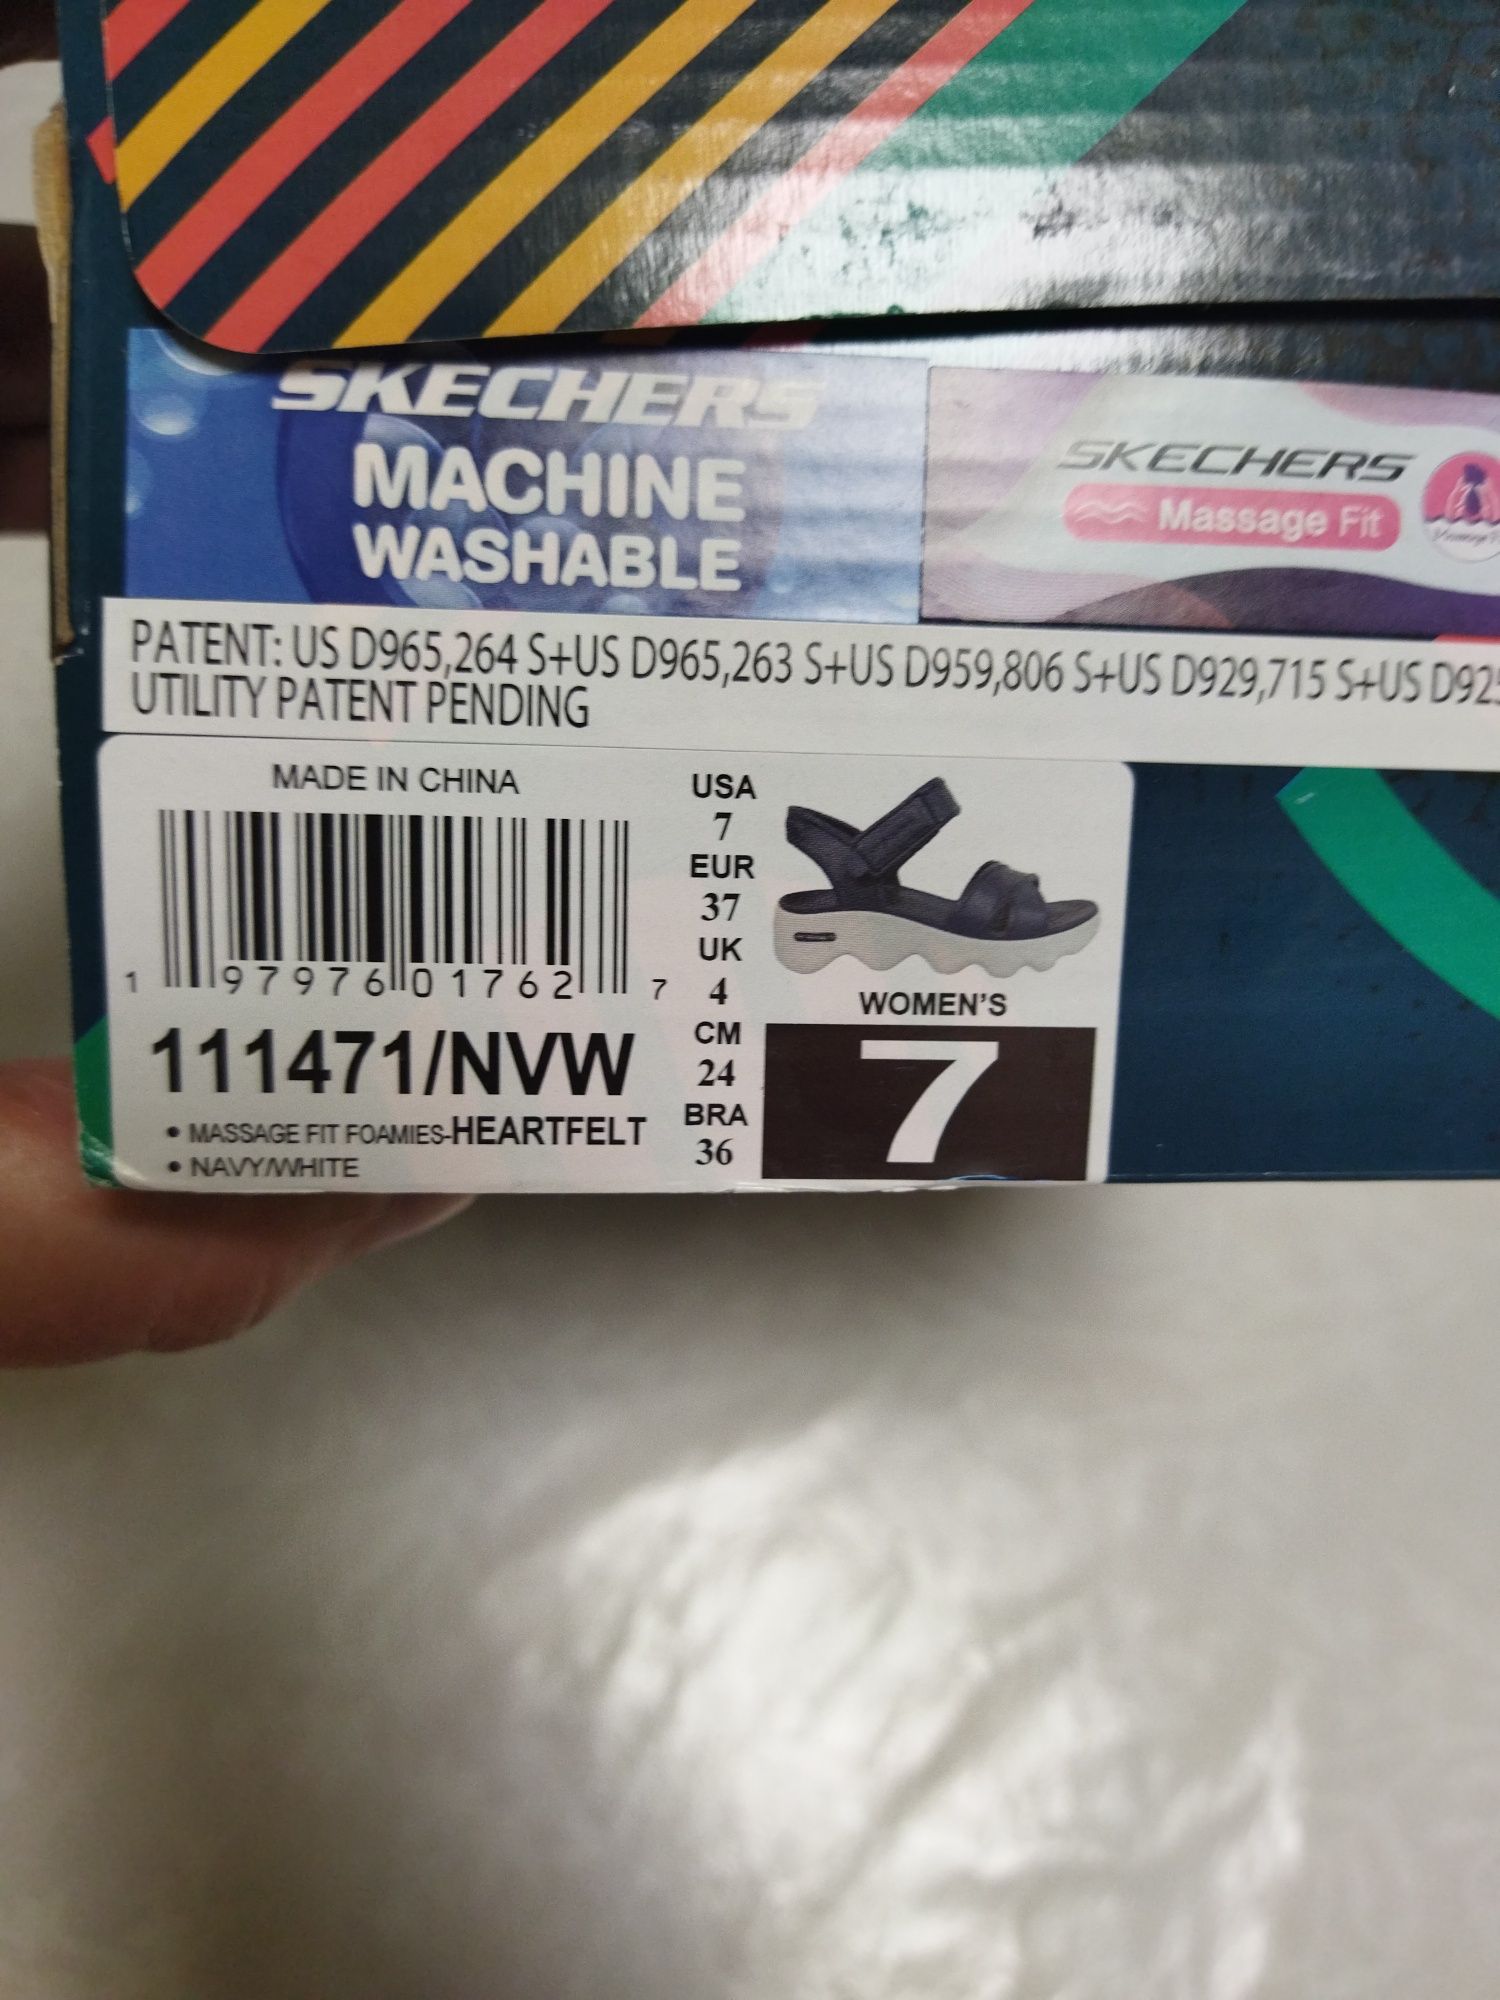 SKECHERS
MACHINE
WASHABLE
SKECHERS
Massage Fit
PATENT: US D965,264 S+US D965,263 S+US D959,806 S+US D929,715 S+US D925
UTILITY PATENT PENDING
MADE IN CHINA
1 97976 01762 7
111471/NVW
• MASSAGE FIT FOAMIES-HEARTFELT
• NAVY/WHITE
USA
7
EUR
37
UK
4
CM
24
BRA
36
WOMEN'S
7